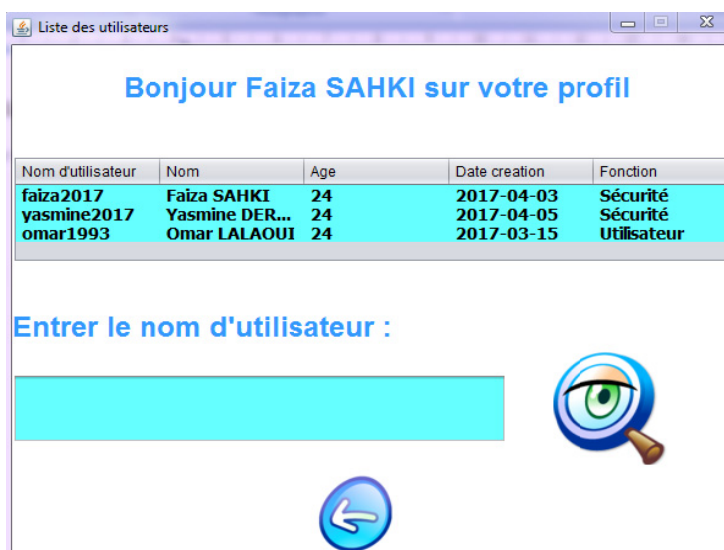 Liste des utilisateurs
Bonjour Faiza SAHKI sur votre profil
Nom d'utilisateur Nom Age Date creation Fonction
faiza2017 Faiza SAHKI 24 2017-04-03 Sécurité
yasmine2017 Yasmine DER... 24 2017-04-05 Sécurité
omar1993 Omar LALAOUI 24 2017-03-15 Utilisateur
Entrer le nom d'utilisateur :